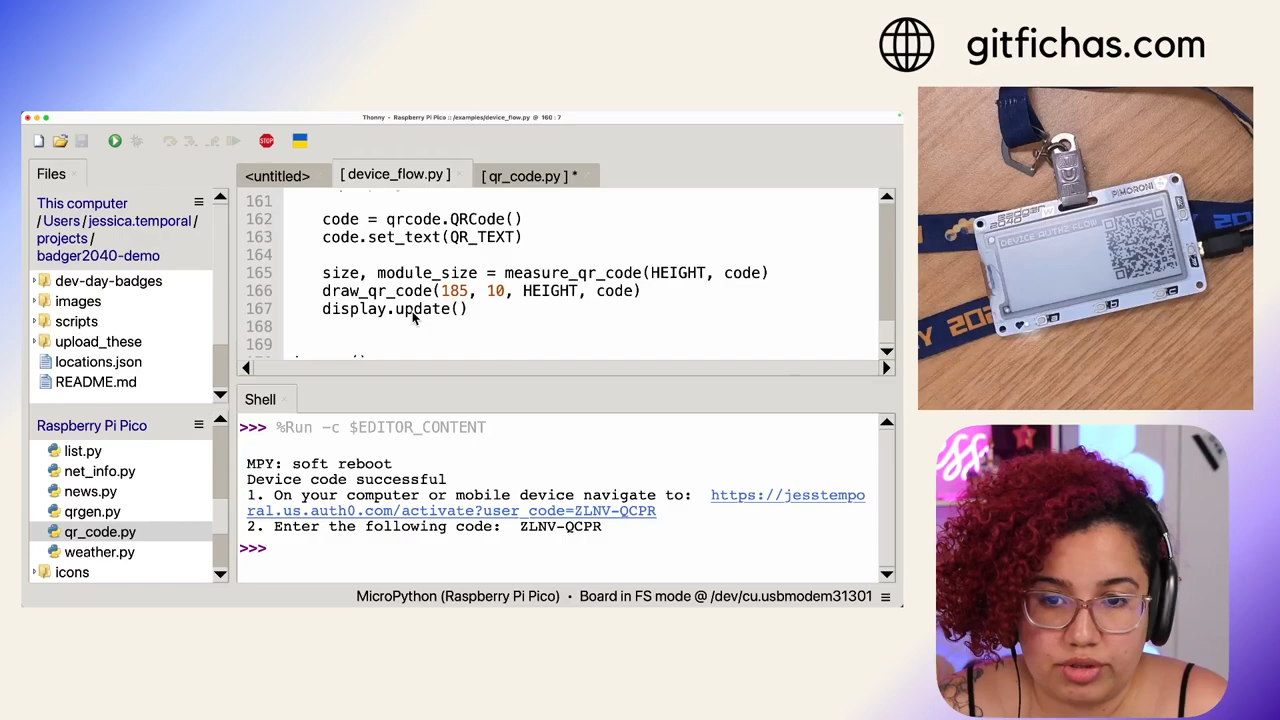 gitfichas.com
Thonny - Raspberry Pi Pico :: /examples/device_flow.py @ 160 : 7
Files
This computer
/ Users / jessica.temporal /
projects /
badger2040-demo
dev-day-badges
images
scripts
upload_these
locations.json
README.md
Raspberry Pi Pico
list.py
net_info.py
news.py
qrgen.py
qr_code.py
weather.py
icons
<untitled>
[ device_flow.py ]
[ qr_code.py ] *
161
162 code = qrcode.QRCode()
163 code.set_text(QR_TEXT)
164
165 size, module_size = measure_qr_code(HEIGHT, code)
166 draw_qr_code(185, 10, HEIGHT, code)
167 display.update()
168
169
Shell
>>> %Run -c $EDITOR_CONTENT
MPY: soft reboot
Device code successful
1. On your computer or mobile device navigate to: https://jesstempo
ral.us.auth0.com/activate?user_code=ZLNV-QCPR
2. Enter the following code: ZLNV-QCPR
>>>
MicroPython (Raspberry Pi Pico) • Board in FS mode @ /dev/cu.usbmodem31301 ≡
PIMORONI
Badger
2040 W
DEVICE AUTHZ FLOW
a
b
c